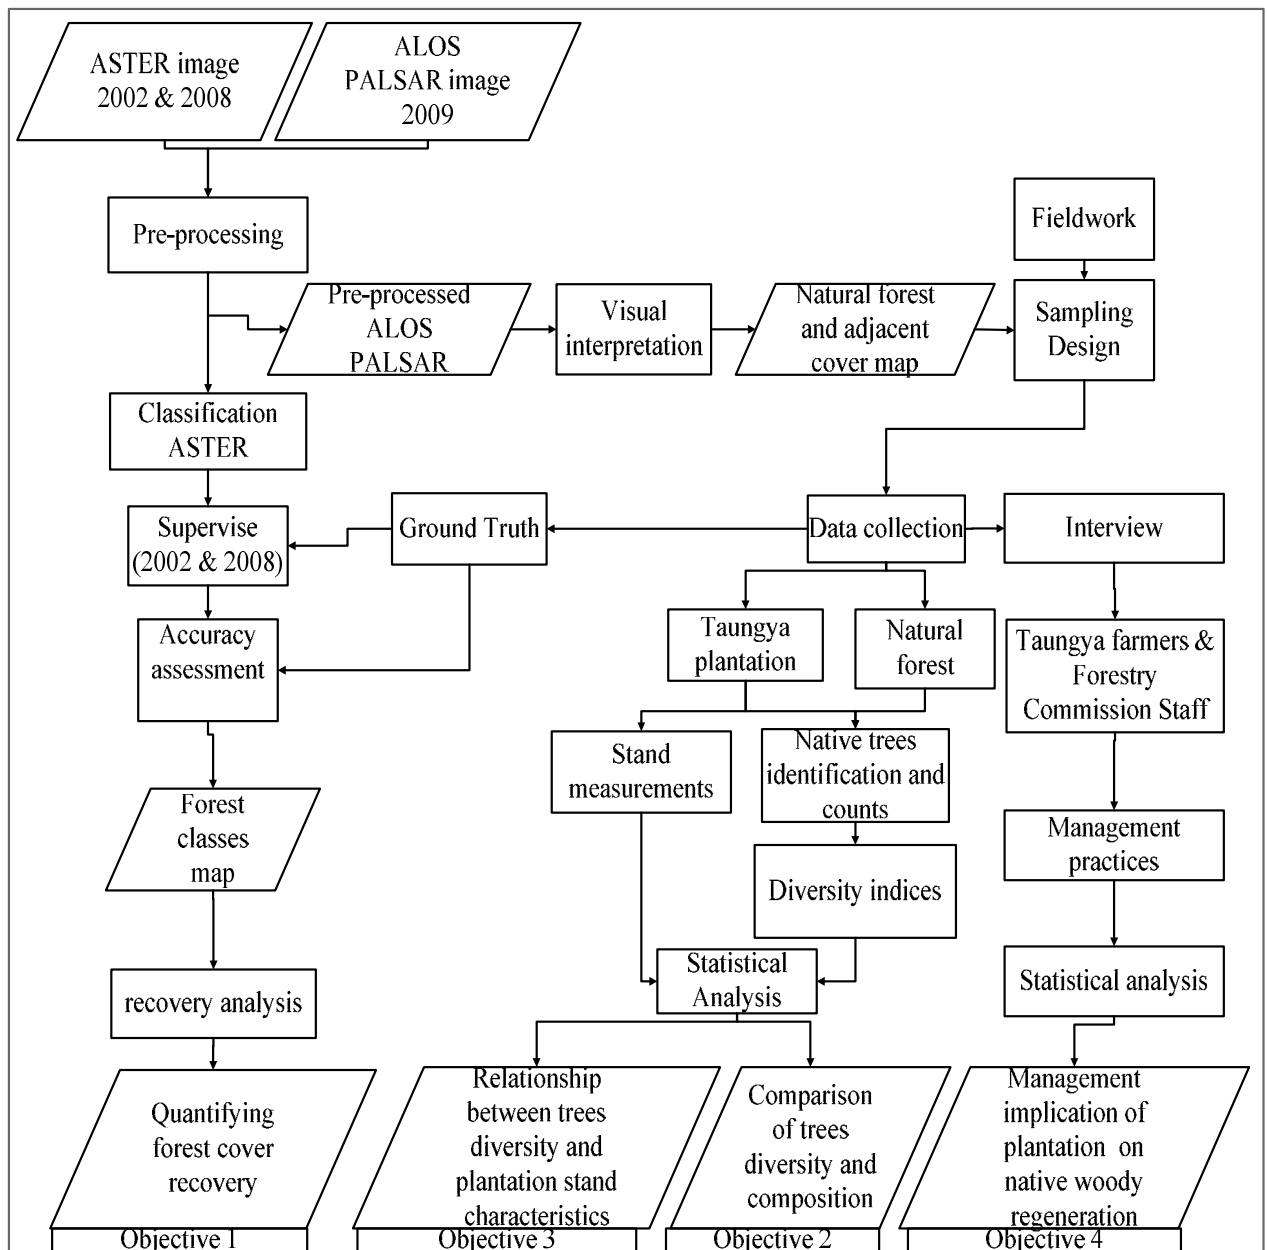 ASTER image
2002 & 2008
ALOS
PALSAR image
2009
Pre-processing
Fieldwork
Pre-processed
ALOS
PALSAR
Visual
interpretation
Natural forest
and adjacent
cover map
Sampling
Design
Classification
ASTER
Supervise
(2002 & 2008)
Ground Truth
Data collection
Interview
Accuracy
assessment
Taungya
plantation
Natural
forest
Taungya farmers &
Forestry
Commission Staff
Stand
measurements
Native trees
identification and
counts
Forest
classes
map
Management
practices
Diversity indices
Statistical
Analysis
Statistical analysis
recovery analysis
Quantifying
forest cover
recovery
Relationship
between trees
diversity and
plantation stand
characteristics
Comparison
of trees
diversity and
composition
Management
implication of
plantation on
native woody
regeneration
Objective 1
Objective 3
Objective 2
Objective 4